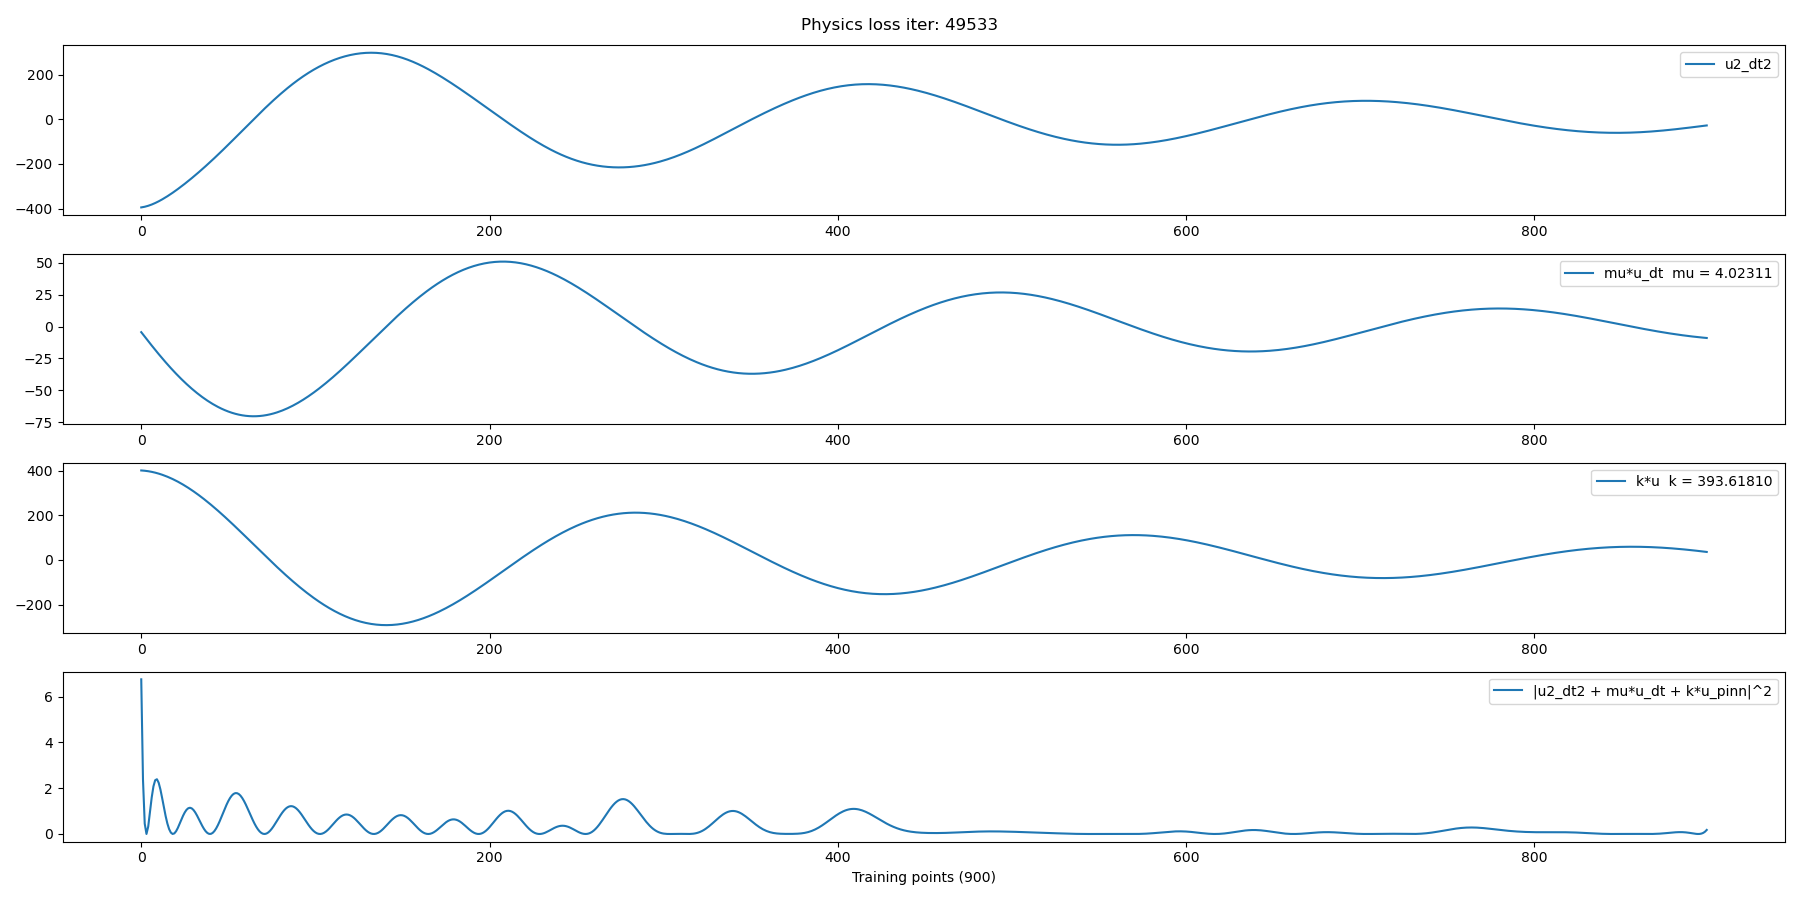 Physics loss iter: 49533
u2_dt2
200
0
−200
−400
0 200 400 600 800
mu*u_dt  mu = 4.02311
50
25
0
−25
−50
−75
0 200 400 600 800
k*u  k = 393.61810
400
200
0
−200
0 200 400 600 800
|u2_dt2 + mu*u_dt + k*u_pinn|^2
6
4
2
0
0 200 400 600 800
Training points (900)